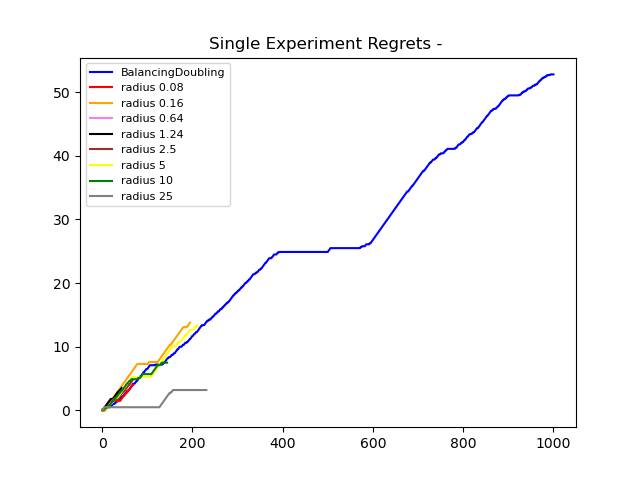 Single Experiment Regrets -
BalancingDoubling
radius 0.08
radius 0.16
radius 0.64
radius 1.24
radius 2.5
radius 5
radius 10
radius 25
50
40
30
20
10
0
0 200 400 600 800 1000